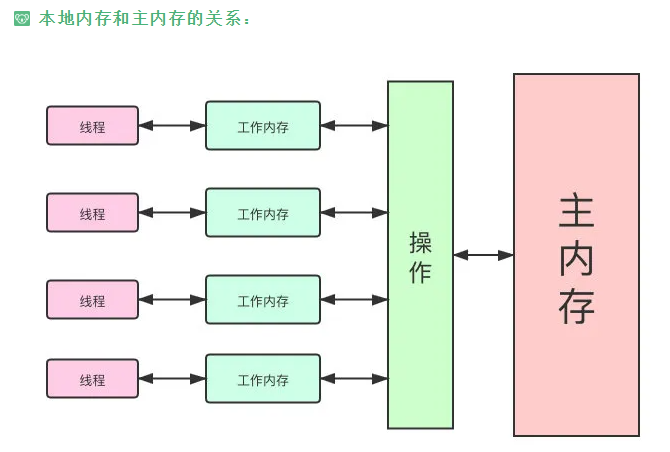 本地内存和主内存的关系：
线程
工作内存
线程
工作内存
线程
工作内存
线程
工作内存
操作
主内存